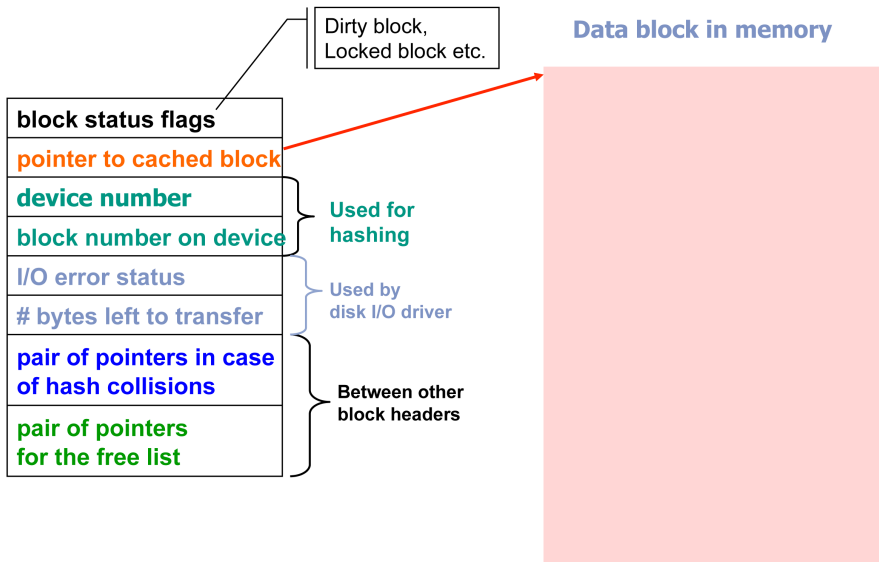 Dirty block,
Locked block etc.
Data block in memory
block status flags
pointer to cached block
device number
block number on device
Used for
hashing
I/O error status
# bytes left to transfer
Used by
disk I/O driver
pair of pointers in case
of hash collisions
pair of pointers
for the free list
Between other
block headers